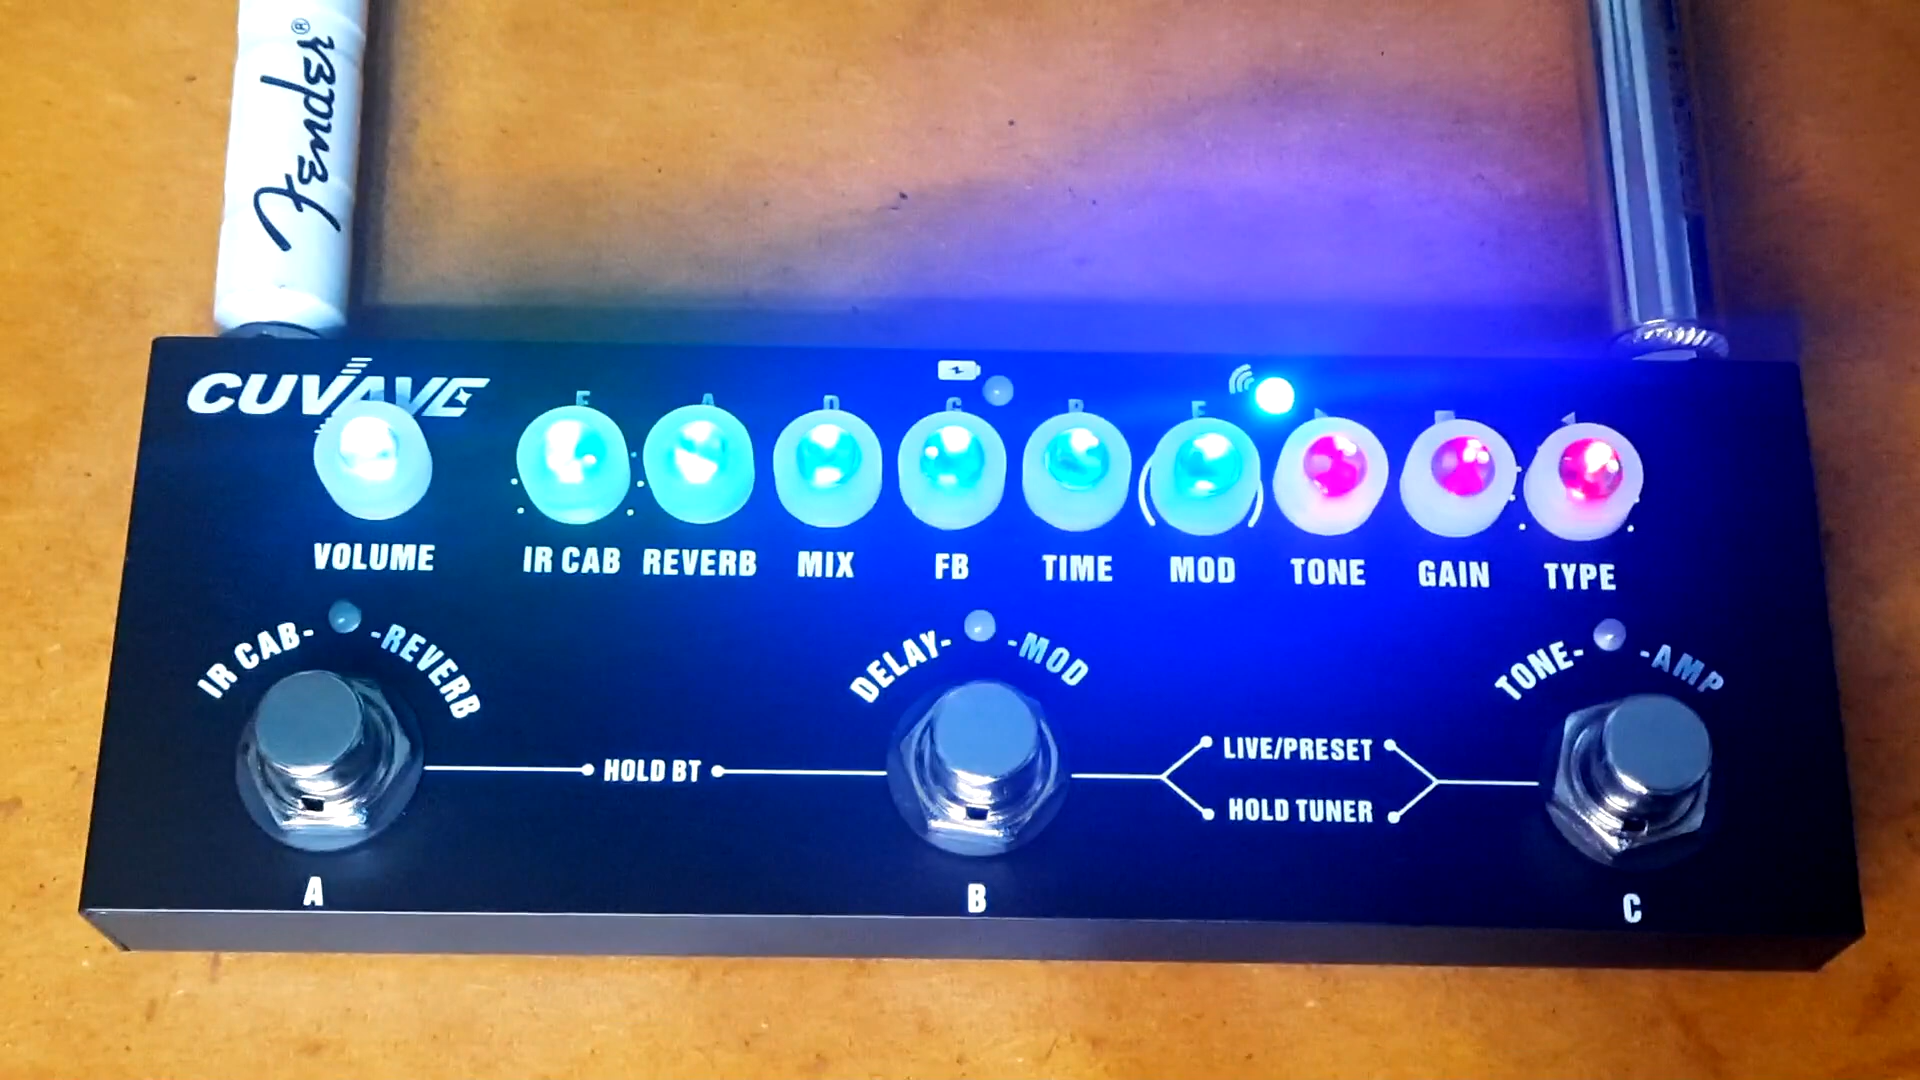 Fender®
CUVAVE
E A D G B E
VOLUME IR CAB REVERB MIX FB TIME MOD TONE GAIN TYPE
IR CAB- -REVERB
DELAY- -MOD
TONE- -AMP
HOLD BT
LIVE/PRESET
HOLD TUNER
A B C